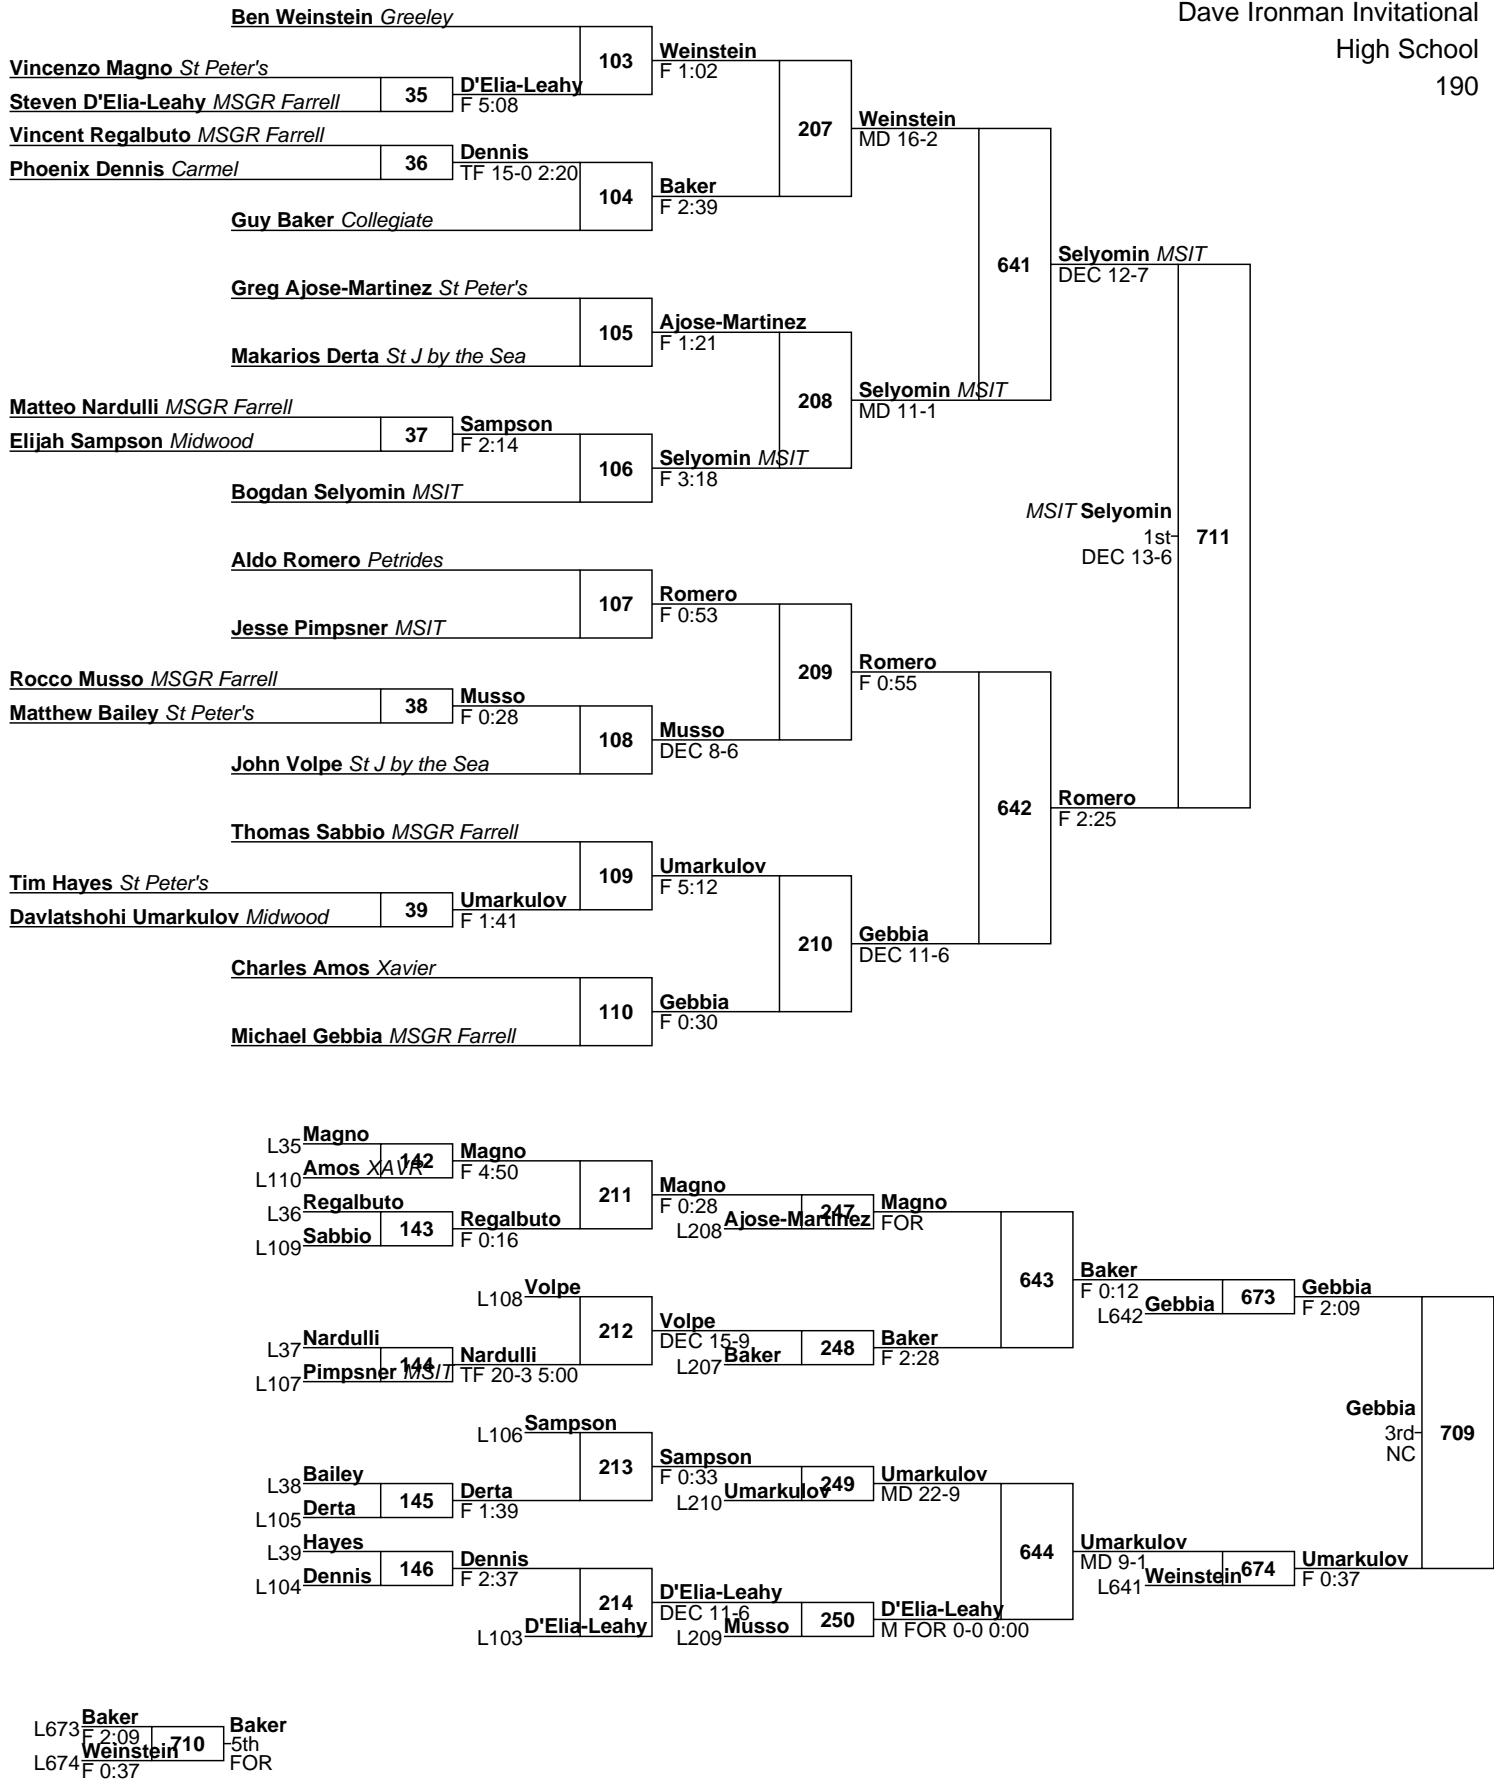 Dave Ironman Invitational
High School
190
Ben Weinstein Greeley
103
Weinstein
F 1:02
Vincenzo Magno St Peter's
35
D'Elia-Leahy
F 5:08
Steven D'Elia-Leahy MSGR Farrell
207
Weinstein
MD 16-2
Vincent Regalbuto MSGR Farrell
36
Dennis
TF 15-0 2:20
Phoenix Dennis Carmel
104
Baker
F 2:39
Guy Baker Collegiate
641
Selyomin MSIT
DEC 12-7
Greg Ajose-Martinez St Peter's
105
Ajose-Martinez
F 1:21
Makarios Derta St J by the Sea
208
Selyomin MSIT
MD 11-1
Matteo Nardulli MSGR Farrell
37
Sampson
F 2:14
Elijah Sampson Midwood
106
Selyomin MSIT
F 3:18
Bogdan Selyomin MSIT
MSIT Selyomin
1st
DEC 13-6
711
Aldo Romero Petrides
107
Romero
F 0:53
Jesse Pimpsner MSIT
209
Romero
F 0:55
Rocco Musso MSGR Farrell
38
Musso
F 0:28
Matthew Bailey St Peter's
108
Musso
DEC 8-6
John Volpe St J by the Sea
642
Romero
F 2:25
Thomas Sabbio MSGR Farrell
109
Umarkulov
F 5:12
Tim Hayes St Peter's
39
Umarkulov
F 1:41
Davlatshohi Umarkulov Midwood
210
Gebbia
DEC 11-6
Charles Amos Xavier
110
Gebbia
F 0:30
Michael Gebbia MSGR Farrell
L35 Magno
142
Magno
F 4:50
L110 Amos XAVR
211
Magno
F 0:28
L36 Regalbuto
143
Regalbuto
F 0:16
L109 Sabbio
L208 Ajose-Martinez
247
Magno
FOR
643
Baker
F 0:12
L642 Gebbia
673
Gebbia
F 2:09
L108 Volpe
212
Volpe
DEC 15-9
L37 Nardulli
144
Nardulli
TF 20-3 5:00
L107 Pimpsner MSIT
L207 Baker
248
Baker
F 2:28
Gebbia
3rd
NC
709
L106 Sampson
213
Sampson
F 0:33
L38 Bailey
145
Derta
F 1:39
L105 Derta
L210 Umarkulov
249
Umarkulov
MD 22-9
L39 Hayes
146
Dennis
F 2:37
L104 Dennis
644
Umarkulov
MD 9-1
L641 Weinstein
674
Umarkulov
F 0:37
214
D'Elia-Leahy
DEC 11-6
L103 D'Elia-Leahy
L209 Musso
250
D'Elia-Leahy
M FOR 0-0 0:00
L673 Baker
F 2:09
710
Baker
5th
FOR
L674 Weinstein
F 0:37